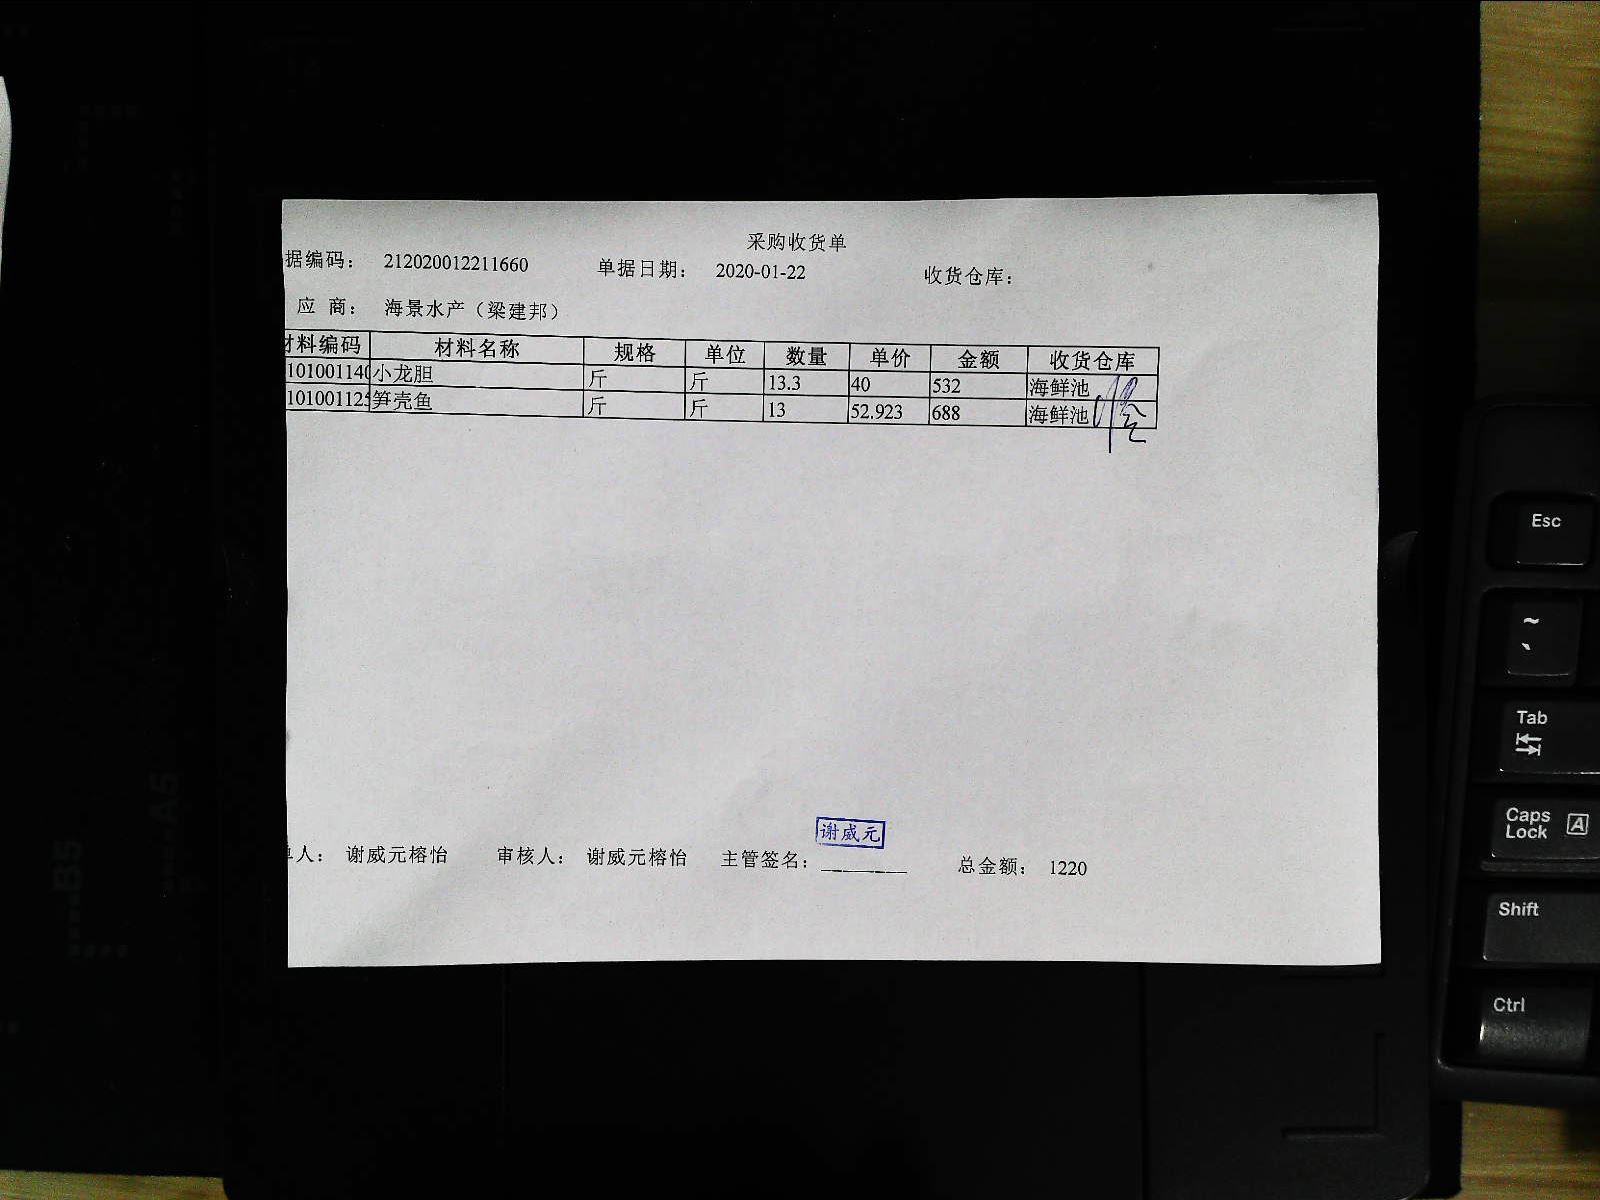 采购收货单
据编码： 212020012211660 单据日期： 2020-01-22 收货仓库：
应 商： 海景水产（梁建邦）
材料编码 材料名称 规格 单位 数量 单价 金额 收货仓库
101001140 小龙胆 斤 斤 13.3 40 532 海鲜池
101001125 笋壳鱼 斤 斤 13 52.923 688 海鲜池
谢威元
单人： 谢威元榕怡 审核人： 谢威元榕怡 主管签名： 总金额： 1220
Esc
~
`
Tab
Caps Lock A
Shift
Ctrl
B5
A5